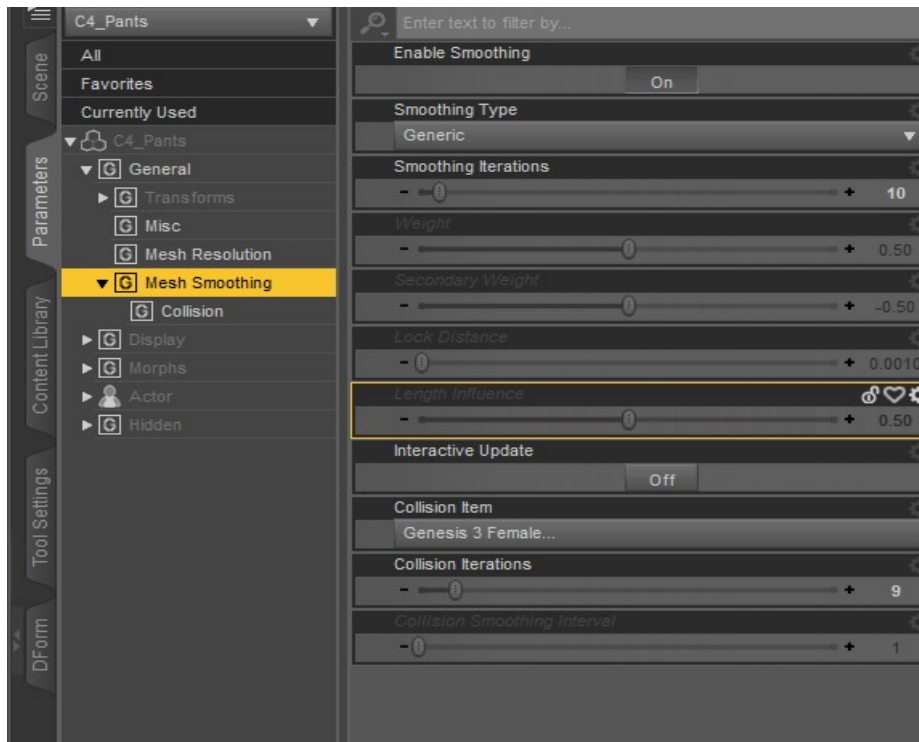 C4_Pants
All
Favorites
Currently Used
C4_Pants
G General
G Transforms
G Misc
G Mesh Resolution
G Mesh Smoothing
G Collision
G Display
G Morphs
Actor
G Hidden
Scene
Parameters
Content Library
Tool Settings
DForm
Enter text to filter by...
Enable Smoothing
On
Smoothing Type
Generic
Smoothing Iterations
- + 10
Weight
- + 0.50
Secondary Weight
- + -0.50
Lock Distance
- + 0.0010
Length Influence
- + 0.50
Interactive Update
Off
Collision Item
Genesis 3 Female...
Collision Iterations
- + 9
Collision Smoothing Interval
- + 1